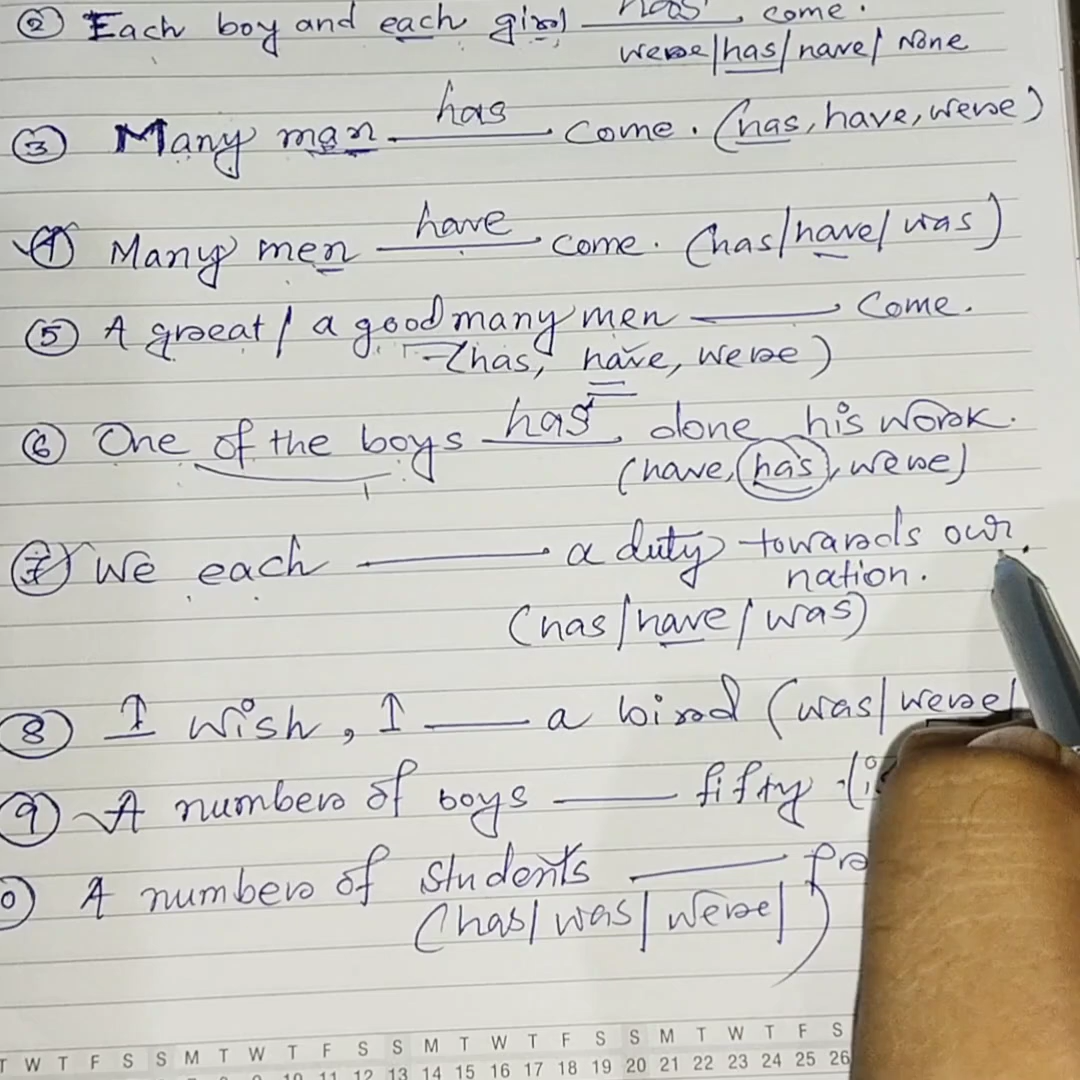 ② Each boy and each girl has come.
were/has/have/None
③ Many man has come. (has, have, were)
④ Many men have come. (has/have/was)
⑤ A great/a good many men ______ come.
(has, have, were)
⑥ One of the boys has done his work.
(have, has, were)
⑦ We each ______ a duty towards our
nation.
(has/have/was)
⑧ I wish, I ______ a bird (was/were/
⑨ A number of boys ______ fifty.
A number of students ______
(has/was/were/)
T W T F S S M T W T F S S M T W T F S S M T W T F S
10 11 12 13 14 15 16 17 18 19 20 21 22 23 24 25 26